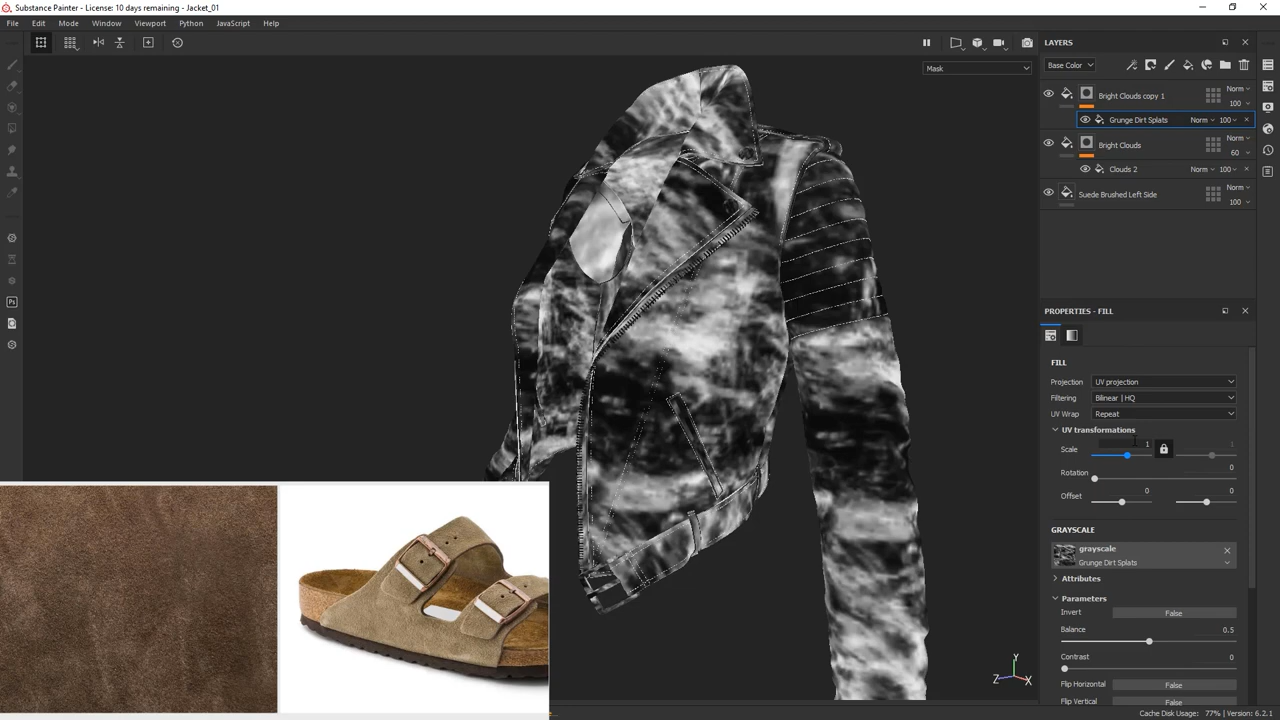 Substance Painter - License: 10 days remaining - Jacket_01
File Edit Mode Window Viewport Python JavaScript Help
Mask
LAYERS
Base Color
Bright Clouds copy 1 Norm 100
Grunge Dirt Splats Norm 100
Bright Clouds Norm 60
Clouds 2 Norm 100
Suede Brushed Left Side Norm 100
PROPERTIES - FILL
FILL
Projection UV projection
Filtering Bilinear | HQ
UV Wrap Repeat
UV transformations
Scale 1 1
Rotation 0
Offset 0 0
GRAYSCALE
grayscale
Grunge Dirt Splats
Attributes
Parameters
Invert False
Balance 0.5
Contrast 0
Flip Horizontal False
Flip Vertical False
Y
Z X
Ps
Cache Disk Usage: 77% | Version: 6.2.1